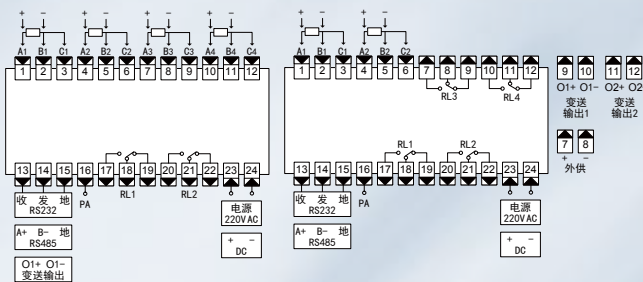 + − + − + − + −
A1 B1 C1 A2 B2 C2 A3 B3 C3 A4 B4 C4
1 2 3 4 5 6 7 8 9 10 11 12
RL1 RL2
13 14 15 16 17 18 19 20 21 22 23 24
收 发 地
RS232
PA
A+ B- 地
RS485
O1+ O1-
变送输出
电源
220V AC
+ −
DC
+ − + −
A1 B1 C1 A2 B2 C2
1 2 3 4 5 6 7 8 9 10 11 12
RL3 RL4
RL1 RL2
13 14 15 16 17 18 19 20 21 22 23 24
收 发 地
RS232
PA
A+ B- 地
RS485
电源
220V AC
+ −
DC
9 10 11 12
O1+ O1- O2+ O2
变送
输出1
变送
输出2
7 8
+ −
外供